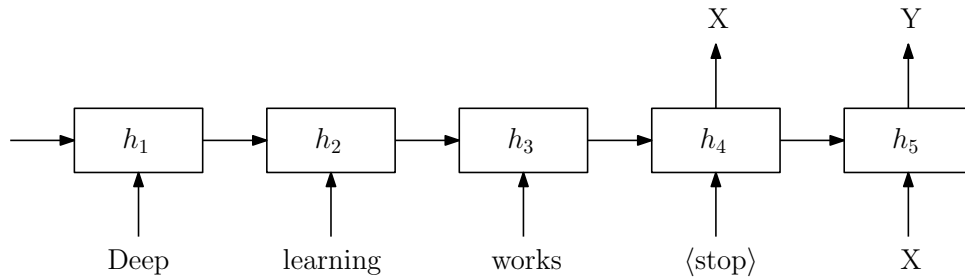 X Y
h₁ h₂ h₃ h₄ h₅
Deep learning works ⟨stop⟩ X